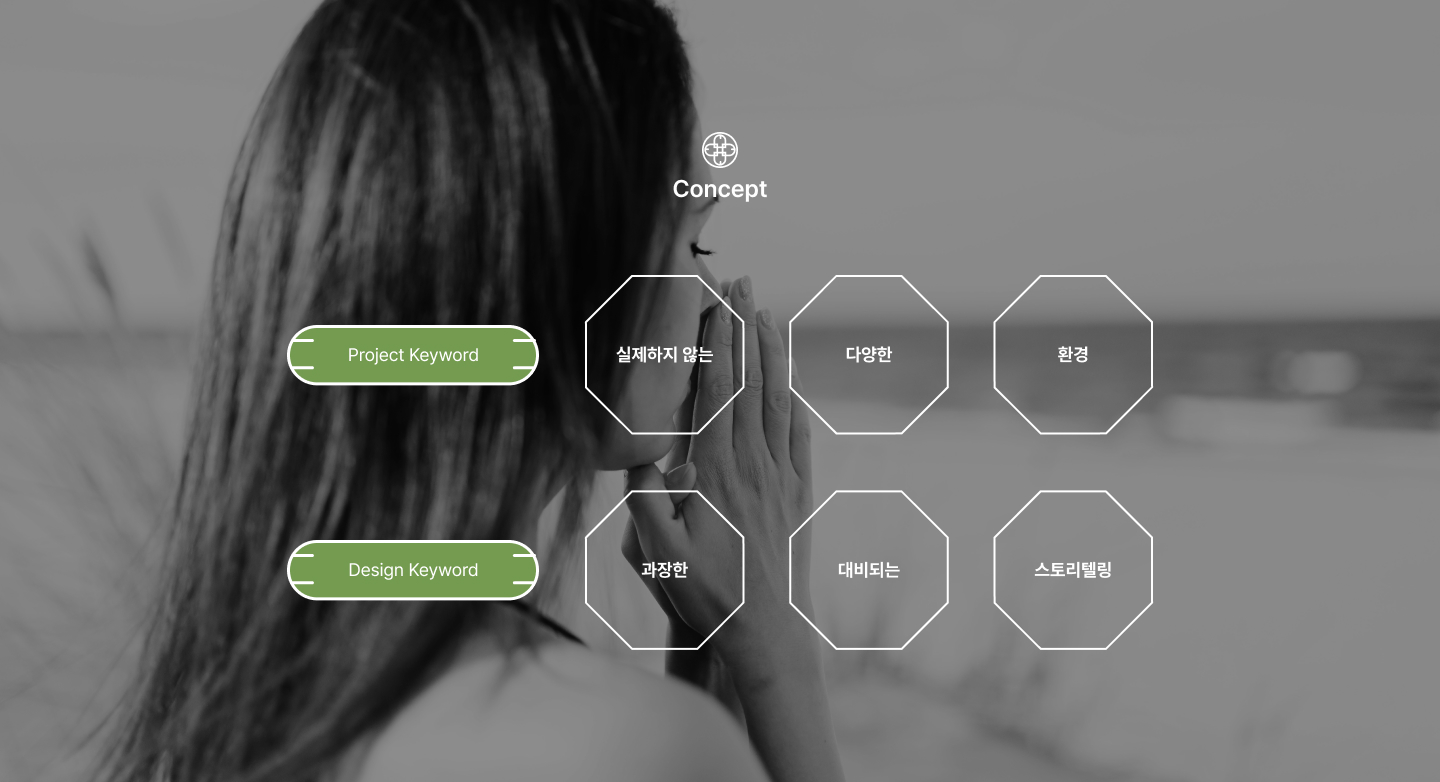 Concept
Project Keyword
실제하지 않는
다양한
환경
Design Keyword
과장한
대비되는
스토리텔링